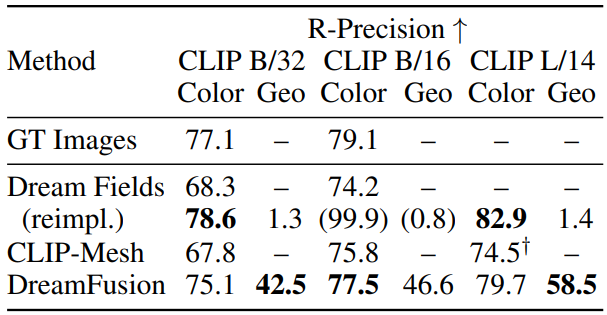 R-Precision ↑
Method CLIP B/32 CLIP B/16 CLIP L/14
Color Geo Color Geo Color Geo
GT Images 77.1 – 79.1 – – –
Dream Fields 68.3 – 74.2 – – –
(reimpl.) 78.6 1.3 (99.9) (0.8) 82.9 1.4
CLIP-Mesh 67.8 – 75.8 – 74.5† –
DreamFusion 75.1 42.5 77.5 46.6 79.7 58.5